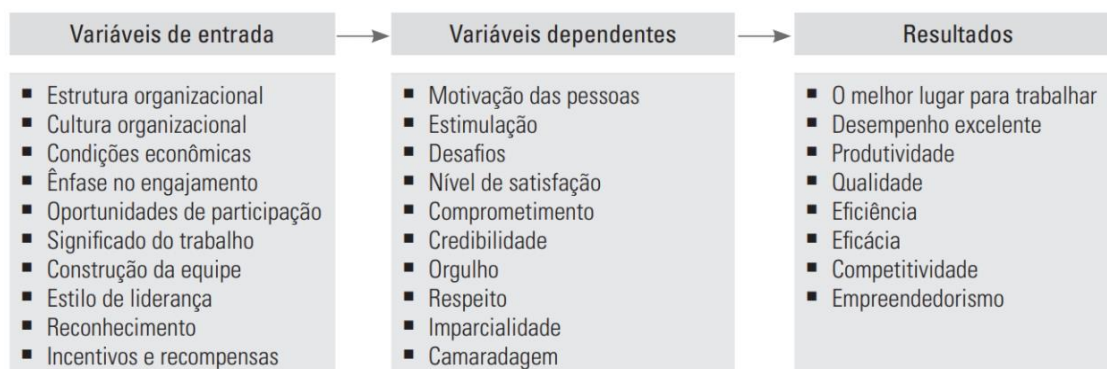 Variáveis de entrada
Variáveis dependentes
Resultados
■ Estrutura organizacional
■ Cultura organizacional
■ Condições econômicas
■ Ênfase no engajamento
■ Oportunidades de participação
■ Significado do trabalho
■ Construção da equipe
■ Estilo de liderança
■ Reconhecimento
■ Incentivos e recompensas
■ Motivação das pessoas
■ Estimulação
■ Desafios
■ Nível de satisfação
■ Comprometimento
■ Credibilidade
■ Orgulho
■ Respeito
■ Imparcialidade
■ Camaradagem
■ O melhor lugar para trabalhar
■ Desempenho excelente
■ Produtividade
■ Qualidade
■ Eficiência
■ Eficácia
■ Competitividade
■ Empreendedorismo